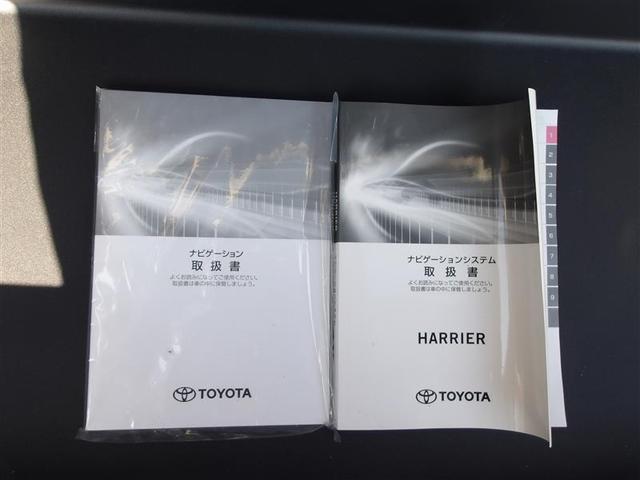 ナビゲーション
取扱書
よくお読みになってご使用ください。
取扱書は車の中に保管しましょう。
TOYOTA
HARRIER
ナビゲーションシステム
取扱書
よくお読みになってご使用ください。
取扱書は車の中に保管しましょう。
HARRIER
TOYOTA
1
2
3
4
5
6
7
8
9